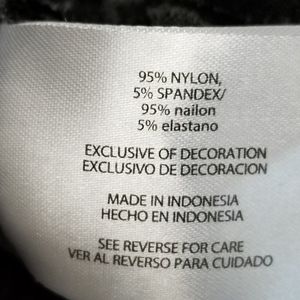 95% NYLON,
5% SPANDEX/
95% nailon
5% elastano
EXCLUSIVE OF DECORATION
EXCLUSIVO DE DECORACION
MADE IN INDONESIA
HECHO EN INDONESIA
SEE REVERSE FOR CARE
VER AL REVERSO PARA CUIDADO